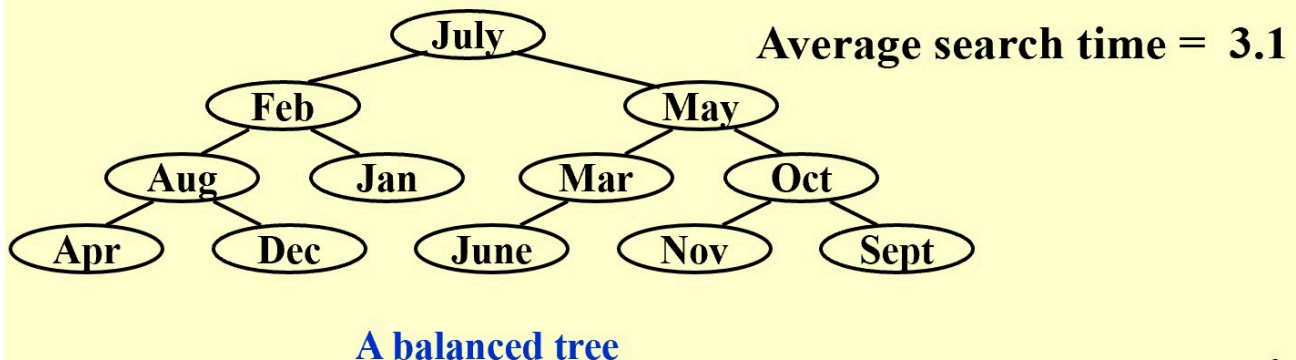 July
Average search time = 3.1
Feb
May
Aug
Jan
Mar
Oct
Apr
Dec
June
Nov
Sept
A balanced tree